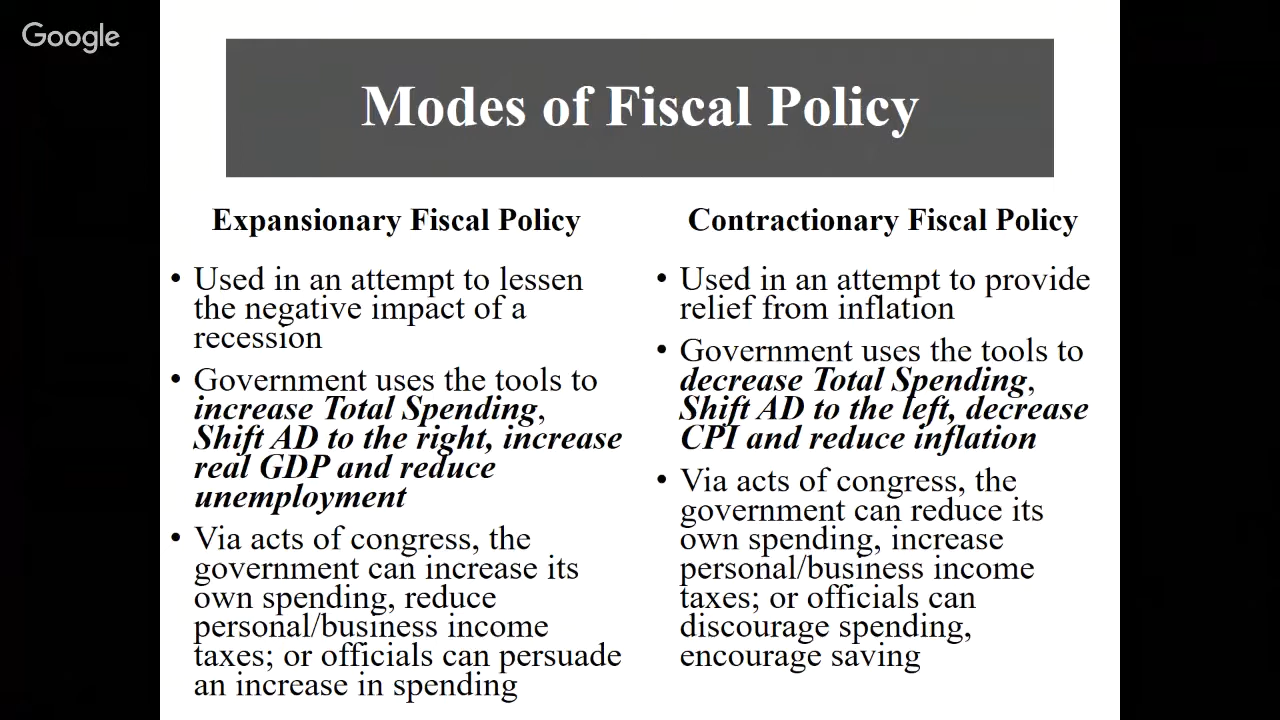 Google
Modes of Fiscal Policy
Expansionary Fiscal Policy
• Used in an attempt to lessen
the negative impact of a
recession
• Government uses the tools to
increase Total Spending,
Shift AD to the right, increase
real GDP and reduce
unemployment
• Via acts of congress, the
government can increase its
own spending, reduce
personal/business income
taxes; or officials can persuade
an increase in spending
Contractionary Fiscal Policy
• Used in an attempt to provide
relief from inflation
• Government uses the tools to
decrease Total Spending,
Shift AD to the left, decrease
CPI and reduce inflation
• Via acts of congress, the
government can reduce its
own spending, increase
personal/business income
taxes; or officials can
discourage spending,
encourage saving